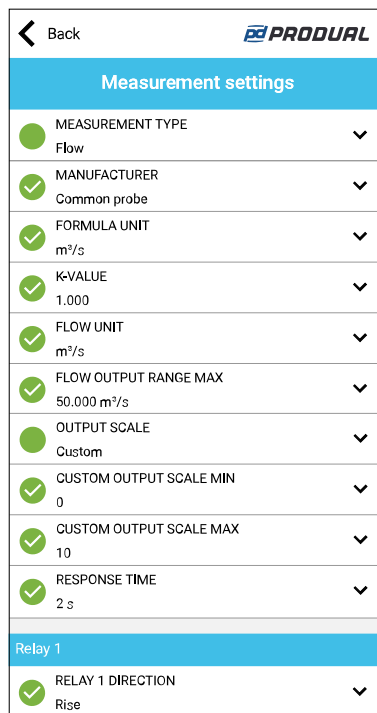 Back
pd PRODUAL
Measurement settings
MEASUREMENT TYPE
Flow
MANUFACTURER
Common probe
FORMULA UNIT
m³/s
K-VALUE
1.000
FLOW UNIT
m³/s
FLOW OUTPUT RANGE MAX
50.000 m³/s
OUTPUT SCALE
Custom
CUSTOM OUTPUT SCALE MIN
0
CUSTOM OUTPUT SCALE MAX
10
RESPONSE TIME
2 s
Relay 1
RELAY 1 DIRECTION
Rise